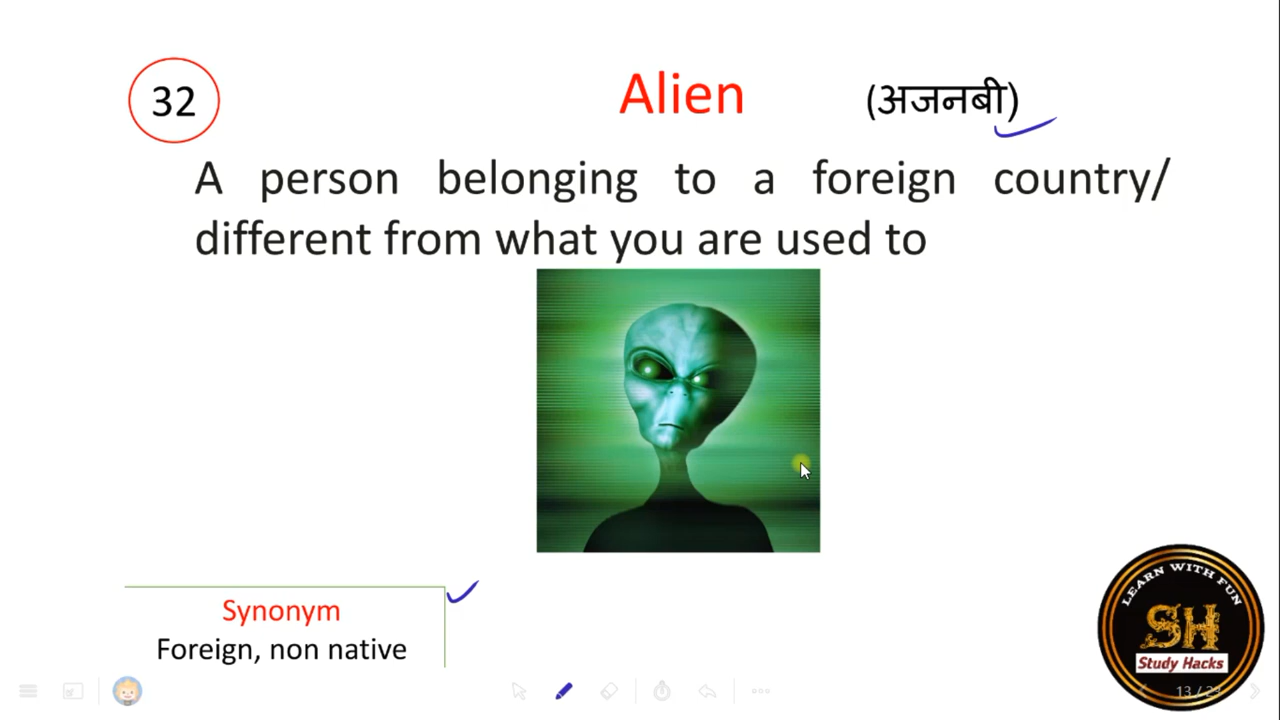 32
Alien (अजनबी)
A person belonging to a foreign country/
different from what you are used to
Synonym
Foreign, non native
LEARN WITH FUN
SH
Study Hacks